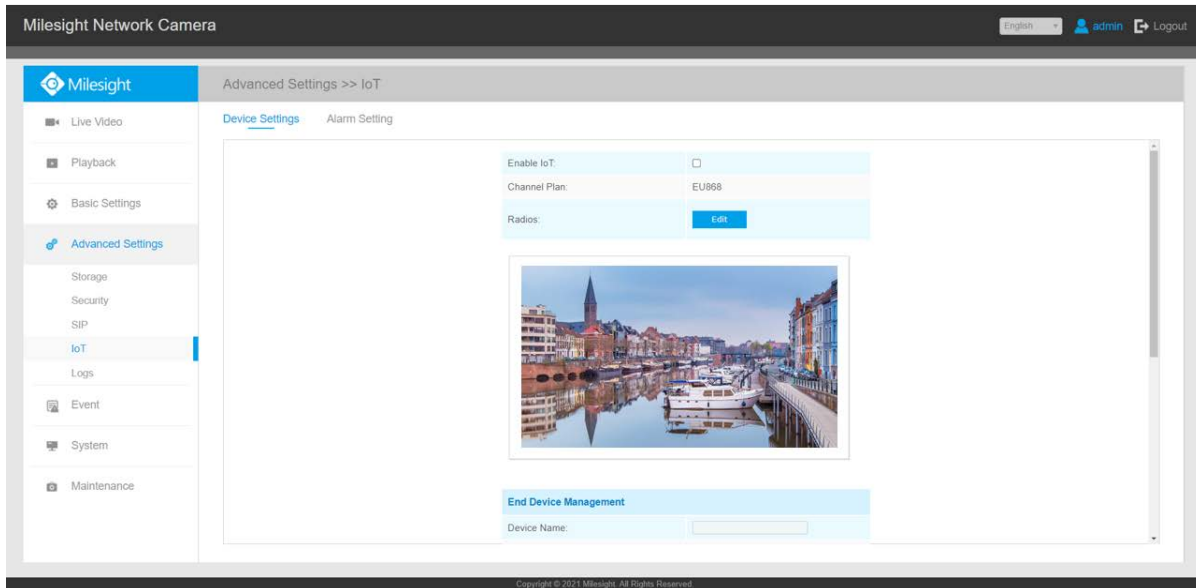 Milesight Network Camera
English admin Logout
Milesight
Advanced Settings >> IoT
Live Video
Playback
Basic Settings
Advanced Settings
Storage
Security
SIP
IoT
Logs
Event
System
Maintenance
Device Settings Alarm Setting
Enable IoT:
Channel Plan: EU868
Radios: Edit
End Device Management
Device Name:
Copyright © 2021 Milesight. All Rights Reserved.